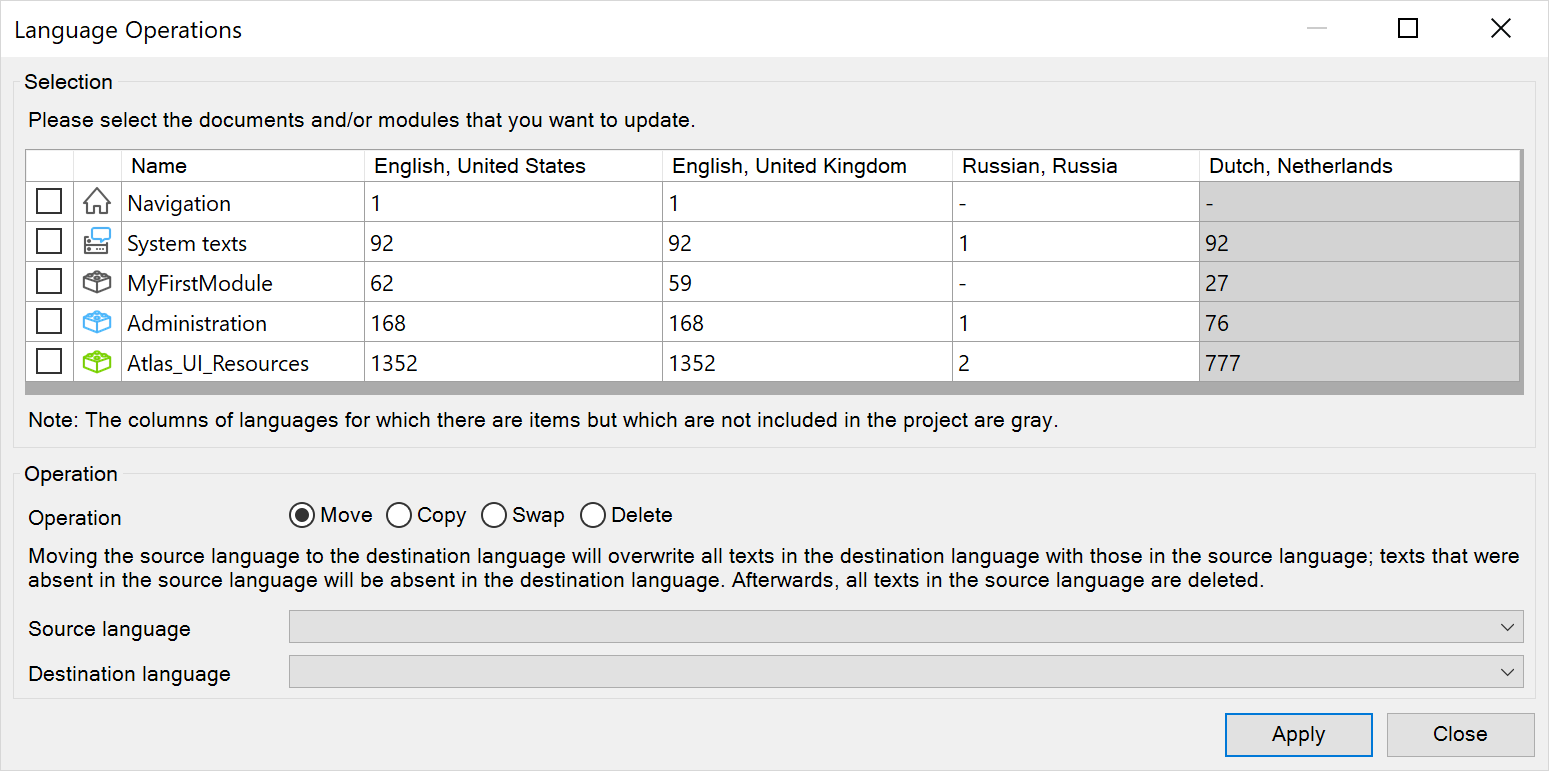 Language Operations
Selection
Please select the documents and/or modules that you want to update.
Name English, United States English, United Kingdom Russian, Russia Dutch, Netherlands
Navigation 1 1 - -
System texts 92 92 1 92
MyFirstModule 62 59 - 27
Administration 168 168 1 76
Atlas_UI_Resources 1352 1352 2 777
Note: The columns of languages for which there are items but which are not included in the project are gray.
Operation
Operation Move Copy Swap Delete
Moving the source language to the destination language will overwrite all texts in the destination language with those in the source language; texts that were
absent in the source language will be absent in the destination language. Afterwards, all texts in the source language are deleted.
Source language
Destination language
Apply Close